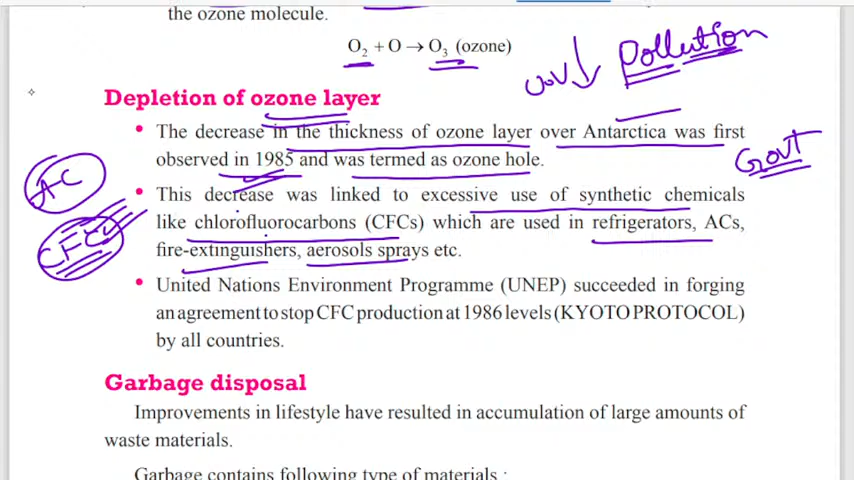 the ozone molecule.
O₂ + O → O₃ (ozone)
UV Pollution
Depletion of ozone layer
• The decrease in the thickness of ozone layer over Antarctica was first
observed in 1985 and was termed as ozone hole.
Govt
AC
• This decrease was linked to excessive use of synthetic chemicals
like chlorofluorocarbons (CFCs) which are used in refrigerators, ACs,
CFCs
fire-extinguishers, aerosols sprays etc.
• United Nations Environment Programme (UNEP) succeeded in forging
an agreement to stop CFC production at 1986 levels (KYOTO PROTOCOL)
by all countries.
Garbage disposal
Improvements in lifestyle have resulted in accumulation of large amounts of
waste materials.
Garbage contains following type of materials :